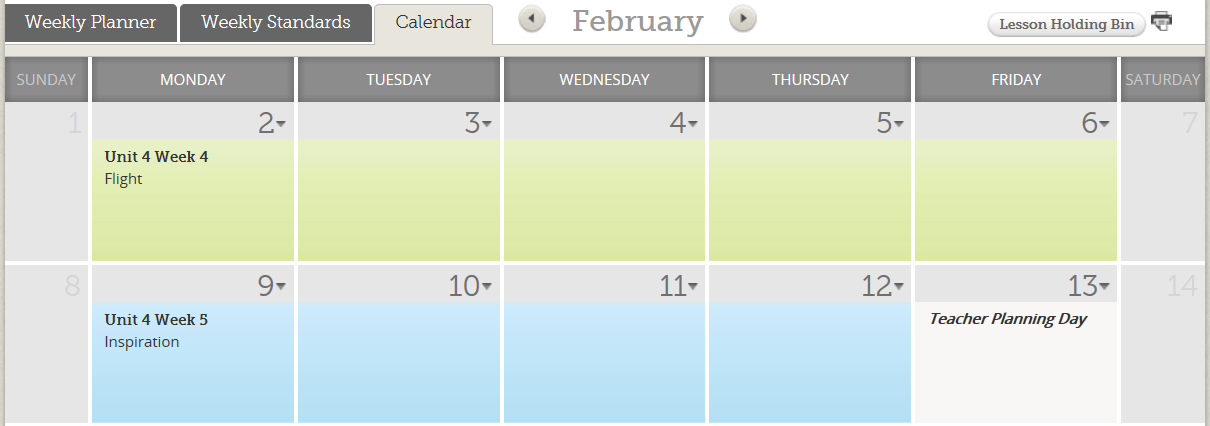 Weekly Planner Weekly Standards Calendar February Lesson Holding Bin
SUNDAY MONDAY TUESDAY WEDNESDAY THURSDAY FRIDAY SATURDAY
1 2 3 4 5 6 7
Unit 4 Week 4
Flight
8 9 10 11 12 13 14
Unit 4 Week 5 Teacher Planning Day
Inspiration